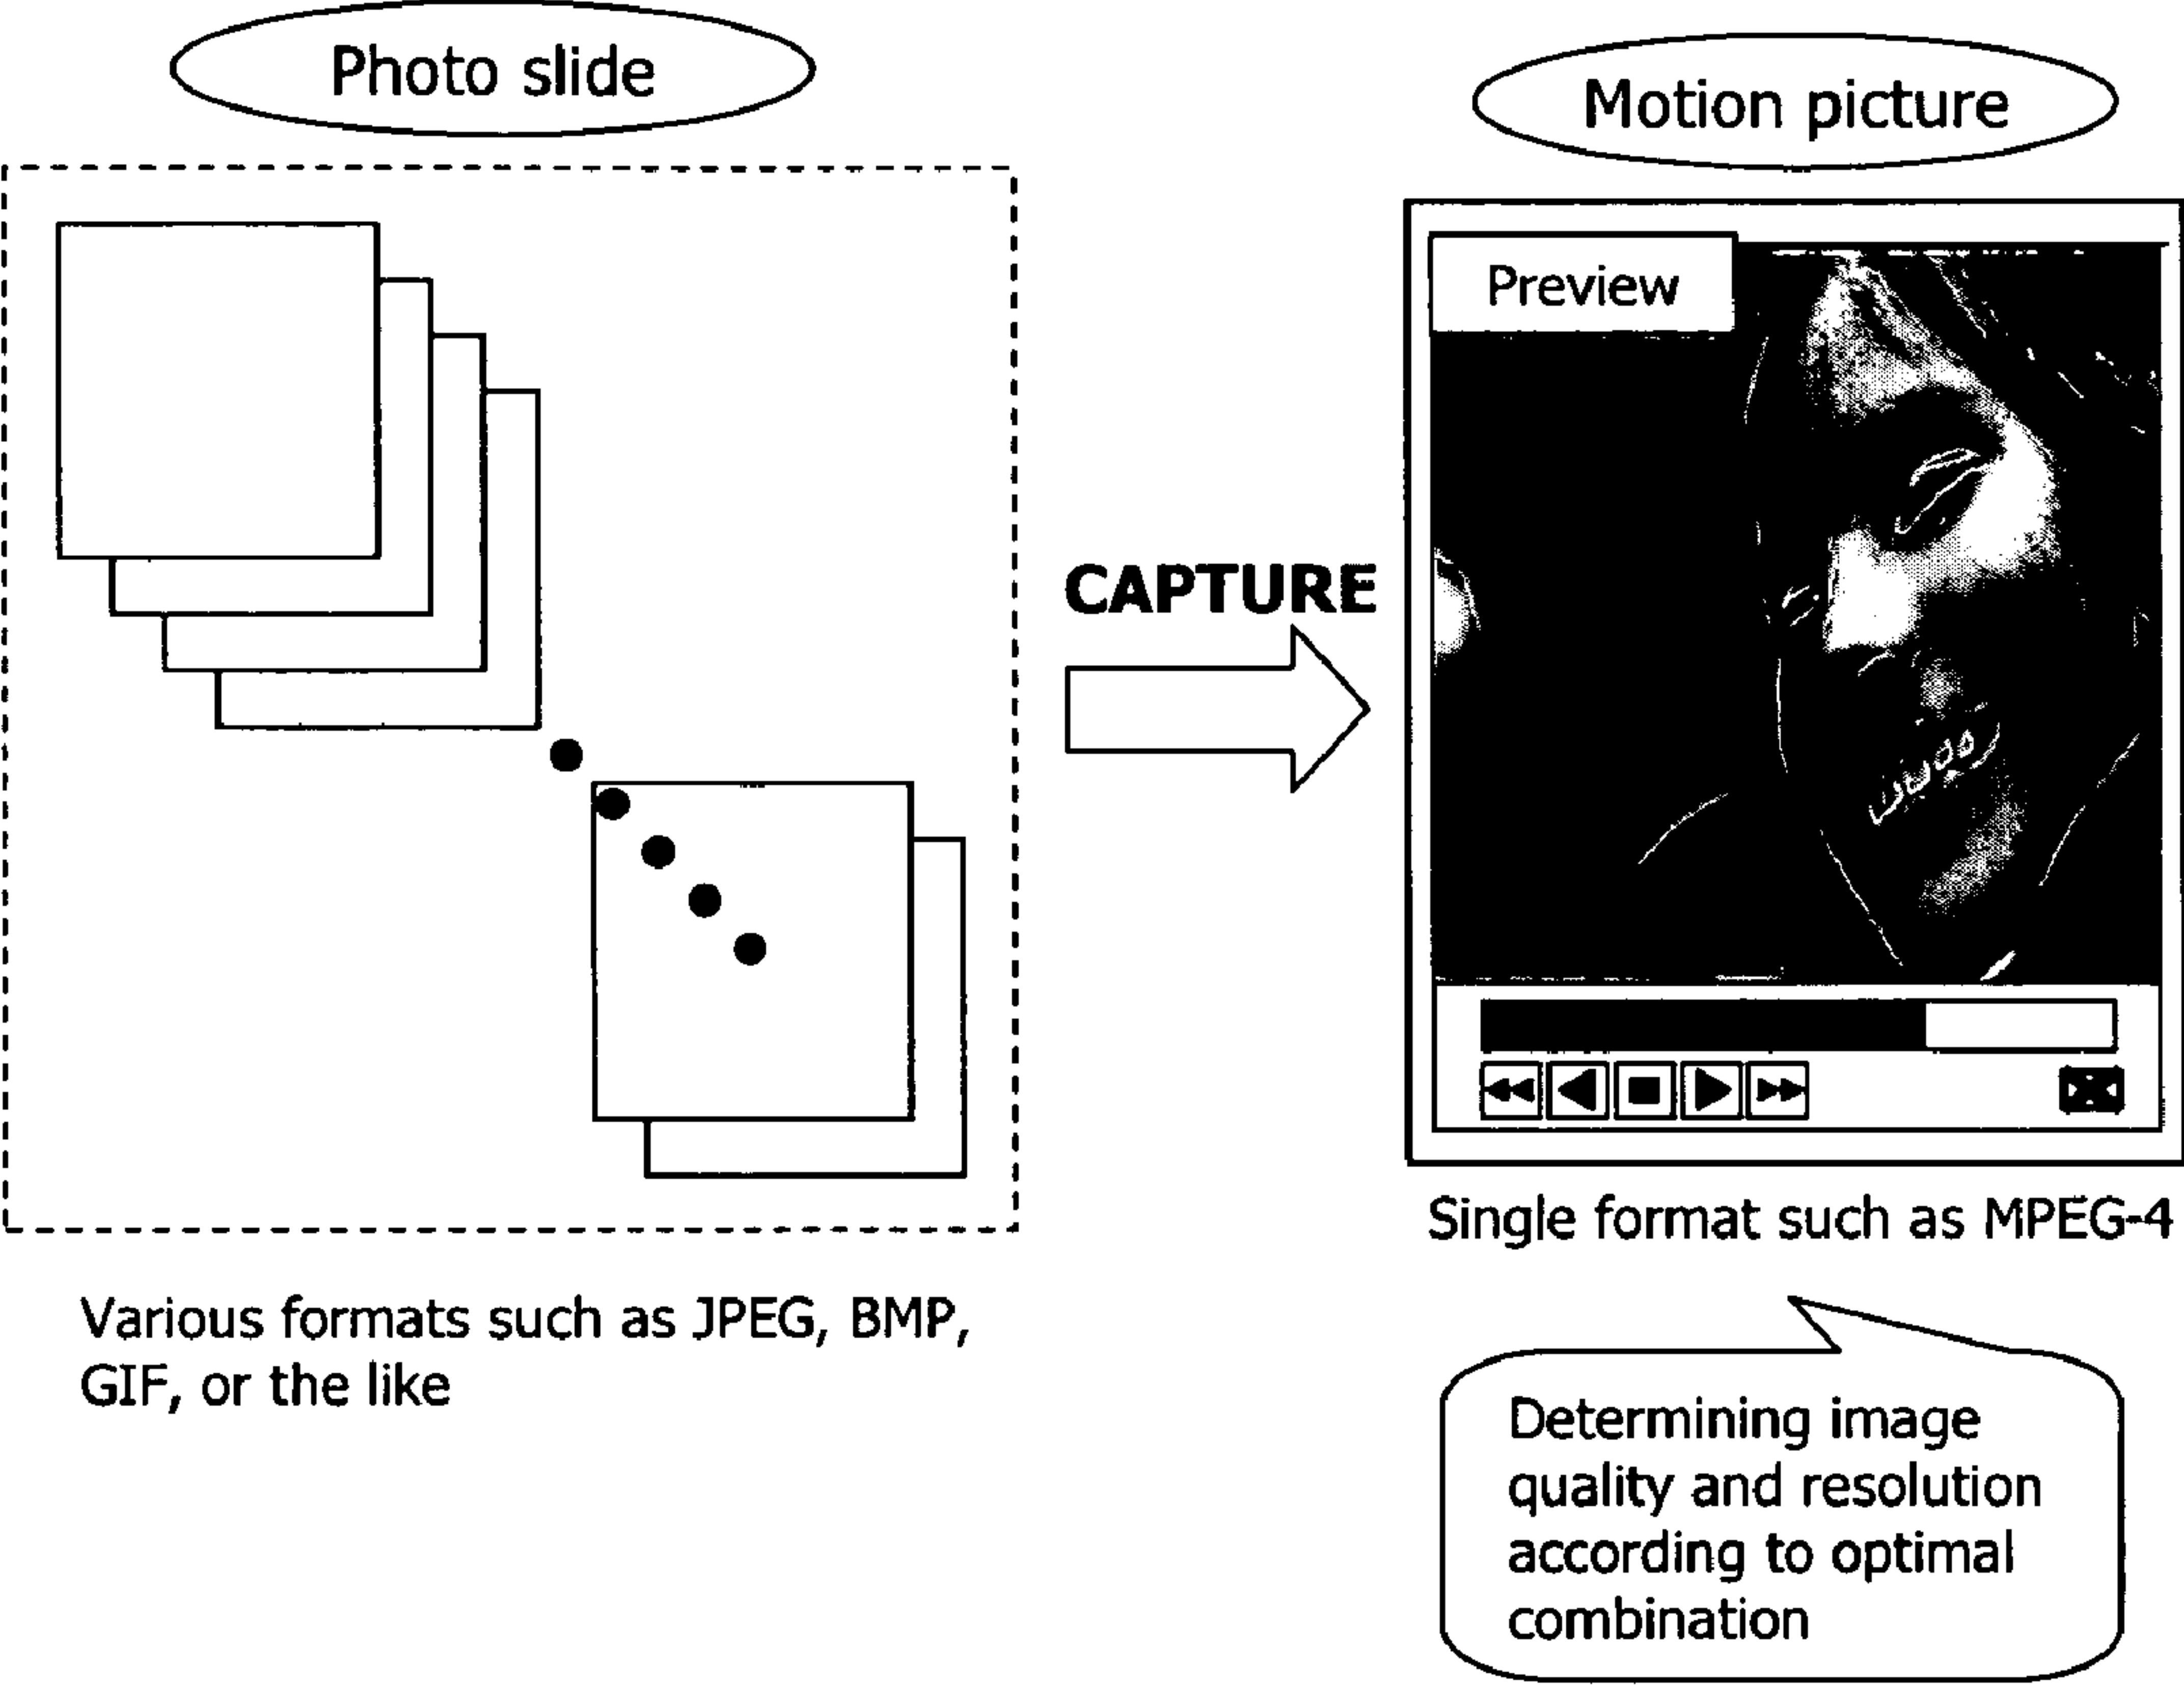 Photo slide
Motion picture
Preview
CAPTURE
Single format such as MPEG-4
Various formats such as JPEG, BMP,
GIF, or the like
Determining image
quality and resolution
according to optimal
combination